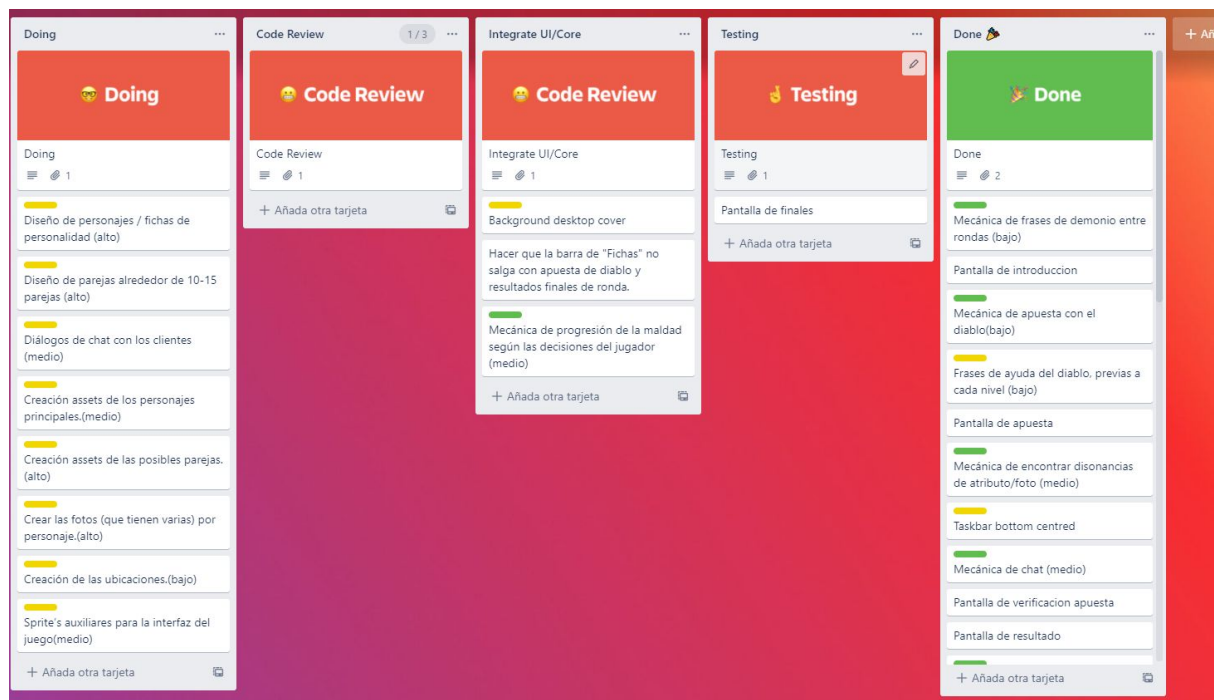 Doing
🤓 Doing
Doing
1
Diseño de personajes / fichas de
personalidad (alto)
Diseño de parejas alrededor de 10-15
parejas (alto)
Diálogos de chat con los clientes
(medio)
Creación assets de los personajes
principales.(medio)
Creación assets de las posibles parejas.
(alto)
Crear las fotos (que tienen varias) por
personaje.(alto)
Creación de las ubicaciones.(bajo)
Sprite's auxiliares para la interfaz del
juego(medio)
+ Añada otra tarjeta
Code Review
1 / 3
😬 Code Review
Code Review
1
+ Añada otra tarjeta
Integrate UI/Core
😬 Code Review
Integrate UI/Core
1
Background desktop cover
Hacer que la barra de "Fichas" no
salga con apuesta de diablo y
resultados finales de ronda.
Mecánica de progresión de la maldad
según las decisiones del jugador
(medio)
+ Añada otra tarjeta
Testing
🤞 Testing
Testing
1
Pantalla de finales
+ Añada otra tarjeta
Done 🎉
🎉 Done
Done
2
Mecánica de frases de demonio entre
rondas (bajo)
Pantalla de introduccion
Mecánica de apuesta con el
diablo(bajo)
Frases de ayuda del diablo, previas a
cada nivel (bajo)
Pantalla de apuesta
Mecánica de encontrar disonancias
de atributo/foto (medio)
Taskbar bottom centred
Mecánica de chat (medio)
Pantalla de verificacion apuesta
Pantalla de resultado
+ Añada otra tarjeta
+ Añ